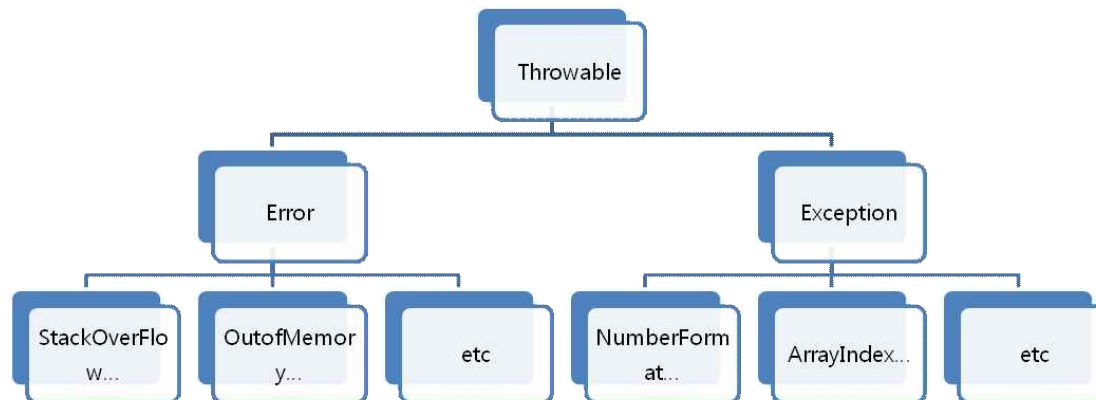 Throwable
Error
Exception
StackOverFlo
w...
OutofMemor
y...
etc
NumberForm
at...
ArrayIndex...
etc